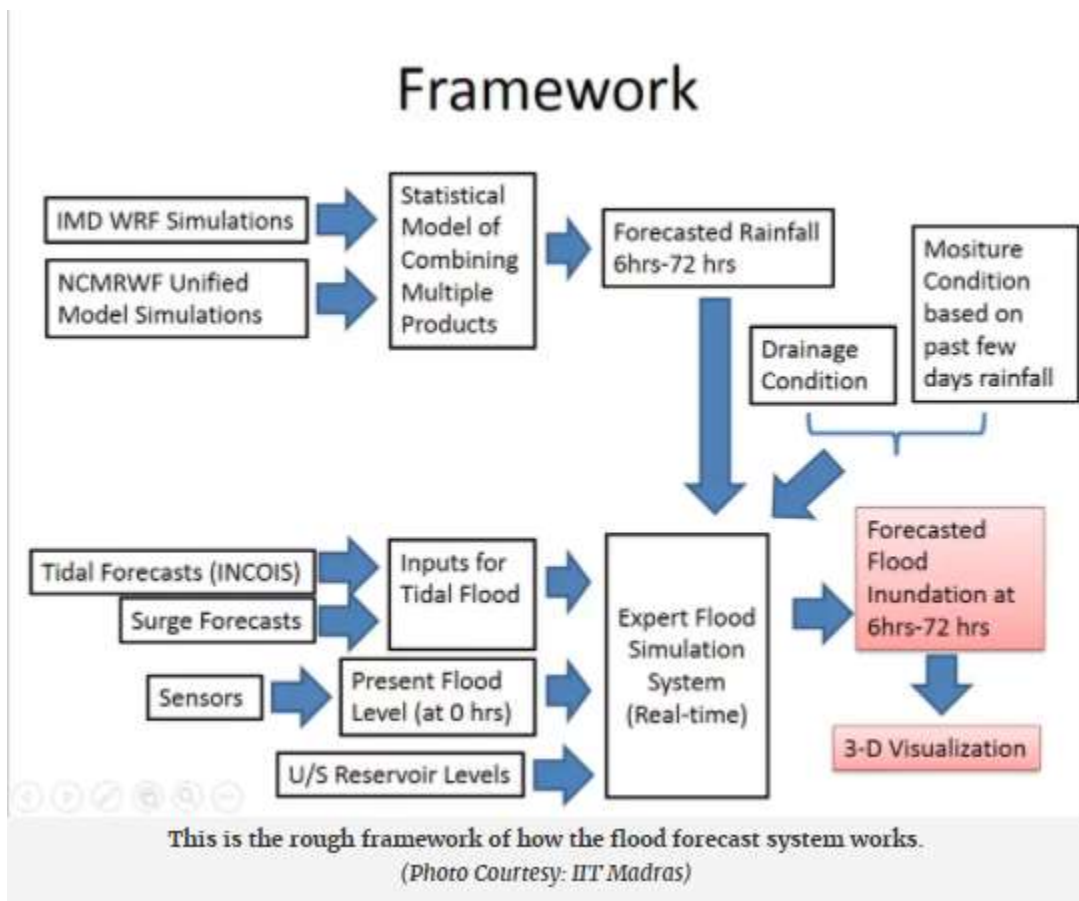 Framework
IMD WRF Simulations
NCMRWF Unified
Model Simulations
Statistical
Model of
Combining
Multiple
Products
Forecasted Rainfall
6hrs-72 hrs
Drainage
Condition
Mositure
Condition
based on
past few
days rainfall
Tidal Forecasts (INCOIS)
Surge Forecasts
Inputs for
Tidal Flood
Sensors
Present Flood
Level (at 0 hrs)
U/S Reservoir Levels
Expert Flood
Simulation
System
(Real-time)
Forecasted
Flood
Inundation at
6hrs-72 hrs
3-D Visualization
This is the rough framework of how the flood forecast system works.
(Photo Courtesy: IIT Madras)